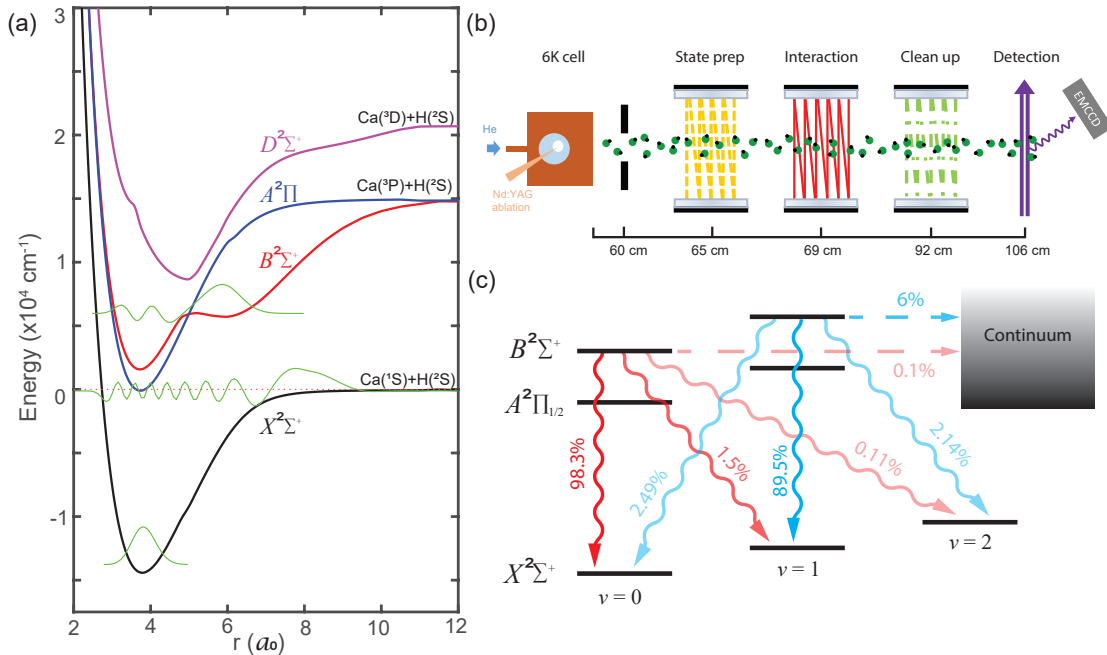 (a)
3
2
1
0
-1
Energy (x10⁴ cm⁻¹)
2
4
6
8
10
12
r (a₀)
Ca(³D)+H(²S)
D²Σ⁺
A²Π
Ca(³P)+H(²S)
B²Σ⁺
Ca(¹S)+H(²S)
X²Σ⁺
(b)
6K cell
State prep
Interaction
Clean up
Detection
EMCCD
He
Nd:YAG
ablation
60 cm
65 cm
69 cm
92 cm
106 cm
(c)
6%
Continuum
B²Σ⁺
0.1%
A²Π₁/₂
98.3%
2.49%
1.5%
89.5%
0.11%
2.14%
v = 2
v = 1
X²Σ⁺
v = 0